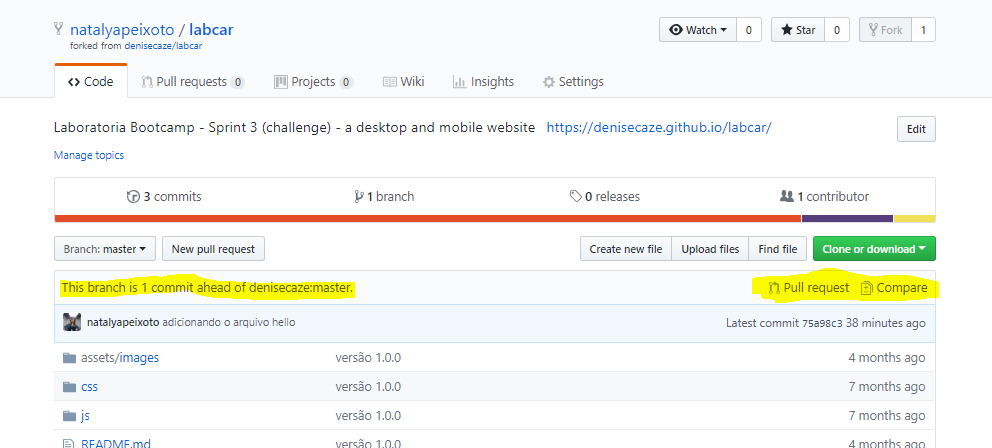 natalyapeixoto / labcar
forked from denisecaze/labcar
Watch 0 Star 0 Fork 1
Code Pull requests 0 Projects 0 Wiki Insights Settings
Laboratoria Bootcamp - Sprint 3 (challenge) - a desktop and mobile website https://denisecaze.github.io/labcar/ Edit
Manage topics
3 commits 1 branch 0 releases 1 contributor
Branch: master New pull request Create new file Upload files Find file Clone or download
This branch is 1 commit ahead of denisecaze:master. Pull request Compare
natalyapeixoto adicionando o arquivo hello Latest commit 75a98c3 38 minutes ago
assets/images versão 1.0.0 4 months ago
css versão 1.0.0 7 months ago
js versão 1.0.0 7 months ago
README.md versão 1.0.0 4 months ago